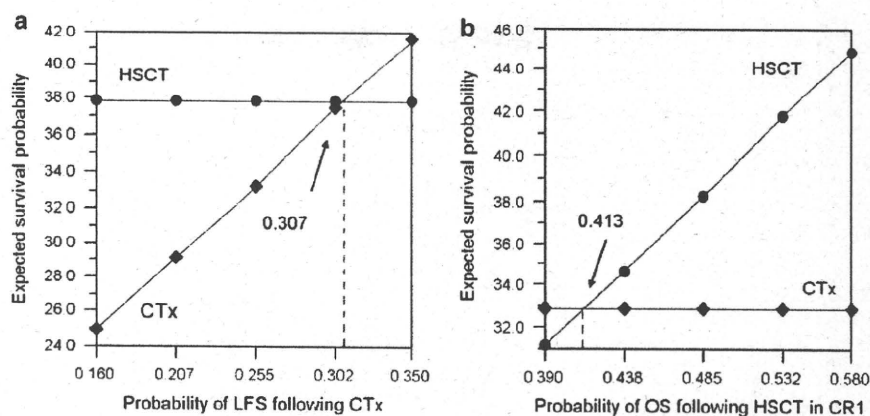 a
42.0
40.0
38.0
36.0
34.0
32.0
30.0
28.0
26.0
24.0
Expected survival probability
HSCT
0.307
CTx
0.160 0.207 0.255 0.302 0.350
Probability of LFS following CTx
b
46.0
44.0
42.0
40.0
38.0
36.0
34.0
32.0
Expected survival probability
HSCT
0.413
CTx
0.390 0.438 0.485 0.532 0.580
Probability of OS following HSCT in CR1